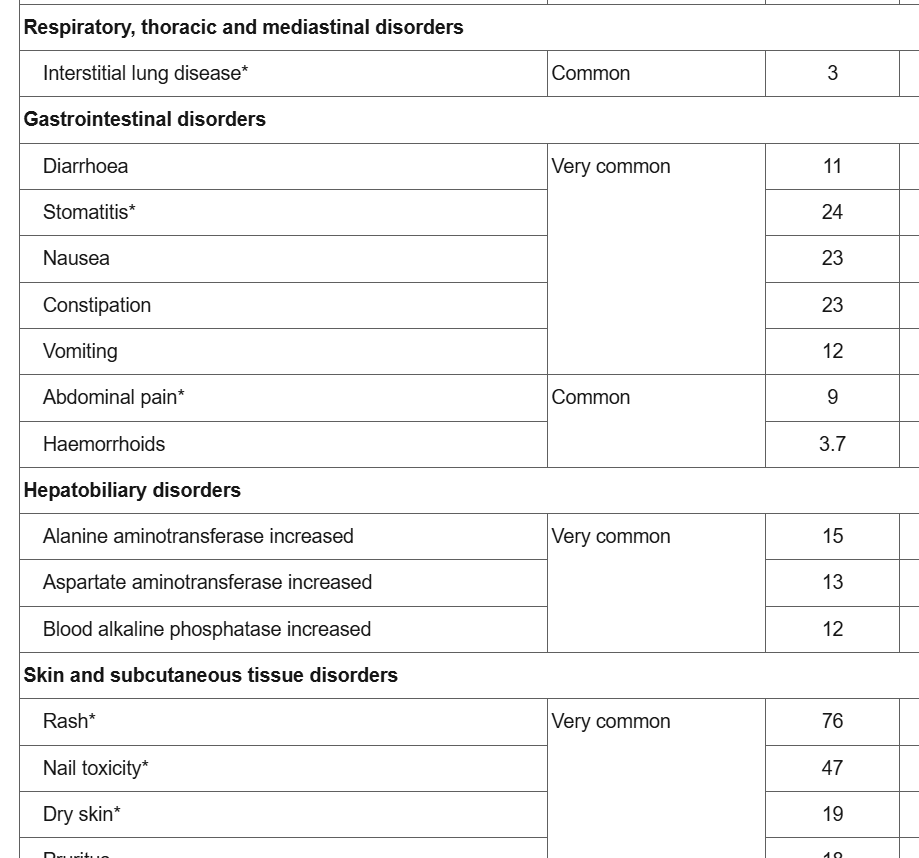 Respiratory, thoracic and mediastinal disorders
Interstitial lung disease* Common 3
Gastrointestinal disorders
Diarrhoea Very common 11
Stomatitis* 24
Nausea 23
Constipation 23
Vomiting 12
Abdominal pain* Common 9
Haemorrhoids 3.7
Hepatobiliary disorders
Alanine aminotransferase increased Very common 15
Aspartate aminotransferase increased 13
Blood alkaline phosphatase increased 12
Skin and subcutaneous tissue disorders
Rash* Very common 76
Nail toxicity* 47
Dry skin* 19
Pruritus 18